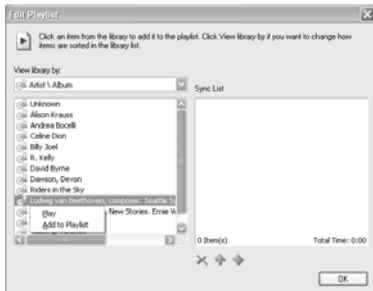 Edit Playlist
Click an item from the library to add it to the playlist. Click View library by if you want to change how
items are sorted in the library list.
View library by:
Artist \ Album
Sync List
Unknown
Alison Krauss
Andrea Bocelli
Celine Dion
Billy Joel
R. Kelly
David Byrne
Dawson, Devon
Riders in the Sky
Ludwig van Beethoven, composer. Seattle S
Play
New Stories. Ernie W
Add to Playlist
0 Item(s)
Total Time: 0:00
OK